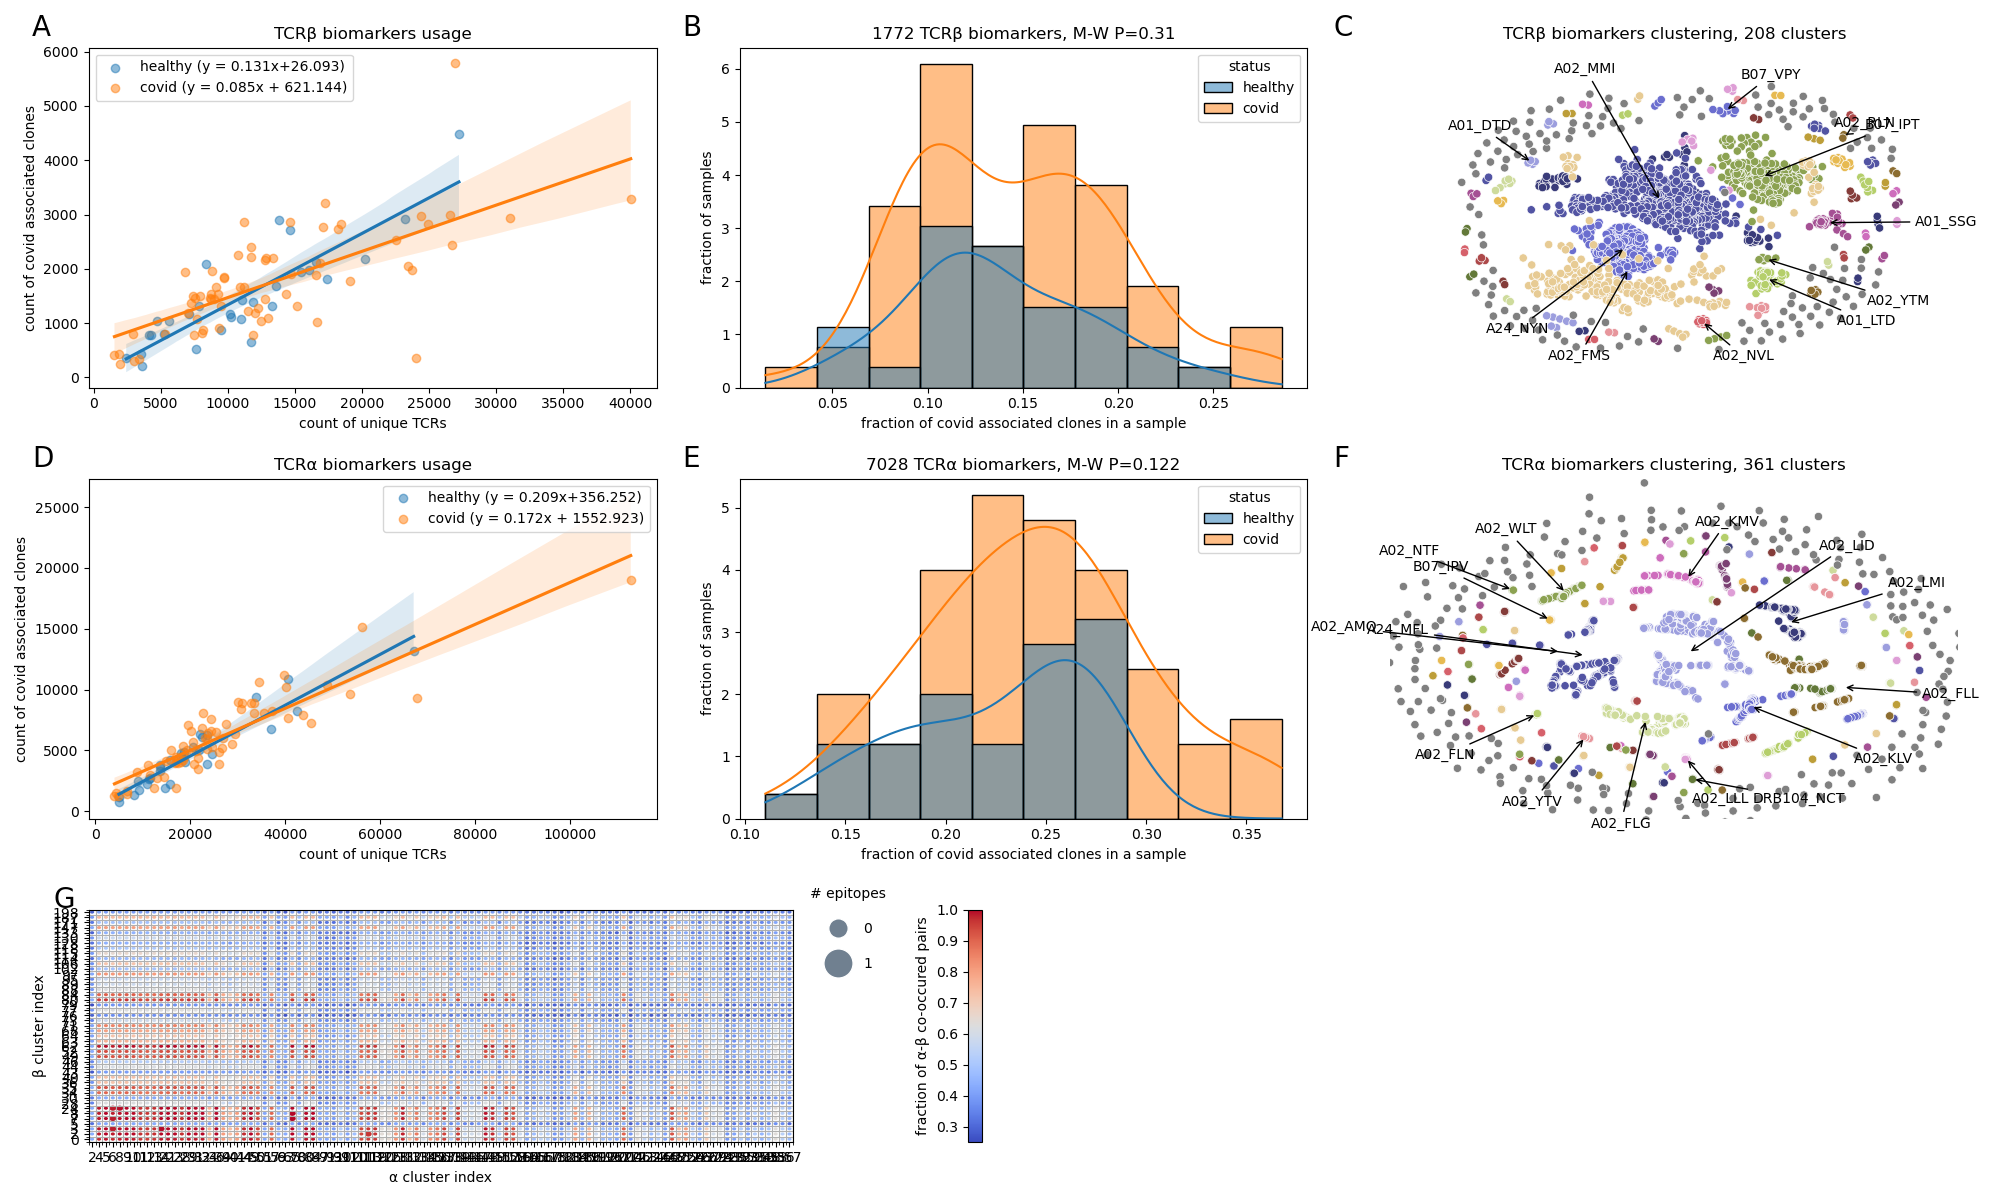 A
TCRβ biomarkers usage
healthy (y = 0.131x+26.093)
covid (y = 0.085x + 621.144)
count of covid associated clones
6000
5000
4000
3000
2000
1000
0
0 5000 10000 15000 20000 25000 30000 35000 40000
count of unique TCRs
B
1772 TCRβ biomarkers, M-W P=0.31
status
healthy
covid
fraction of samples
6
5
4
3
2
1
0
0.05 0.10 0.15 0.20 0.25
fraction of covid associated clones in a sample
C
TCRβ biomarkers clustering, 208 clusters
A02_MMI
B07_VPY
A01_DTD
A02_RLN
B07_IPT
A01_SSG
A02_YTM
A01_LTD
A24_NYN
A02_FMS
A02_NVL
D
TCRα biomarkers usage
healthy (y = 0.209x+356.252)
covid (y = 0.172x + 1552.923)
count of covid associated clones
25000
20000
15000
10000
5000
0
0 20000 40000 60000 80000 100000
count of unique TCRs
E
7028 TCRα biomarkers, M-W P=0.122
status
healthy
covid
fraction of samples
5
4
3
2
1
0
0.10 0.15 0.20 0.25 0.30 0.35
fraction of covid associated clones in a sample
F
TCRα biomarkers clustering, 361 clusters
A02_WLT
A02_KMV
A02_NTF
A02_LID
B07_IPV
A02_LMI
A02_AMO
A24_MFL
A02_FLL
A02_FLN
A02_KLV
A02_YTV
A02_LLL
DRB104_NCT
A02_FLG
G
β cluster index
α cluster index
# epitopes
0
1
1.0
0.9
0.8
0.7
0.6
0.5
0.4
0.3
fraction of α-β co-occured pairs